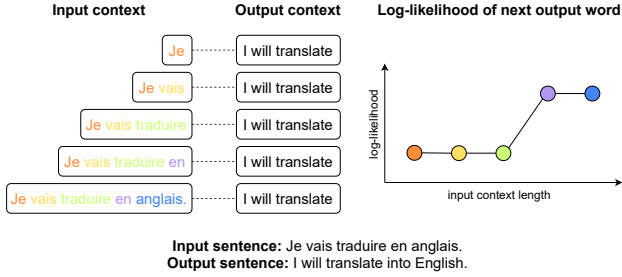 Input context
Output context
Log-likelihood of next output word
Je
I will translate
Je vais
I will translate
Je vais traduire
I will translate
Je vais traduire en
I will translate
Je vais traduire en anglais.
I will translate
log-likelihood
input context length
Input sentence: Je vais traduire en anglais.
Output sentence: I will translate into English.